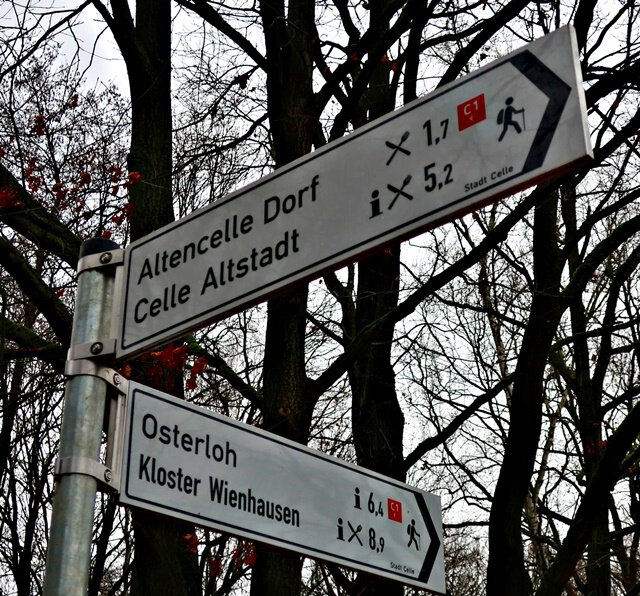 Altencelle Dorf 1,7 C1
Celle Altstadt i 5,2
Stadt Celle
Osterloh i 6,4 C1
Kloster Wienhausen i 8,9
Stadt Celle